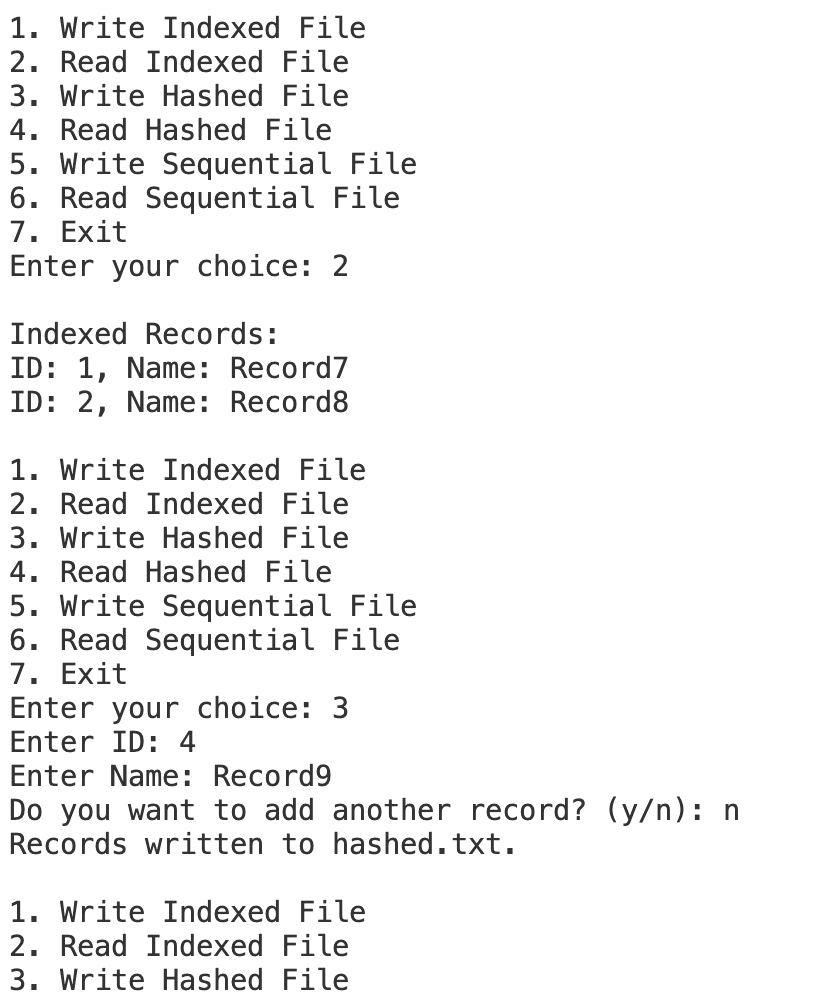 1. Write Indexed File
2. Read Indexed File
3. Write Hashed File
4. Read Hashed File
5. Write Sequential File
6. Read Sequential File
7. Exit
Enter your choice: 2

Indexed Records:
ID: 1, Name: Record7
ID: 2, Name: Record8

1. Write Indexed File
2. Read Indexed File
3. Write Hashed File
4. Read Hashed File
5. Write Sequential File
6. Read Sequential File
7. Exit
Enter your choice: 3
Enter ID: 4
Enter Name: Record9
Do you want to add another record? (y/n): n
Records written to hashed.txt.

1. Write Indexed File
2. Read Indexed File
3. Write Hashed File